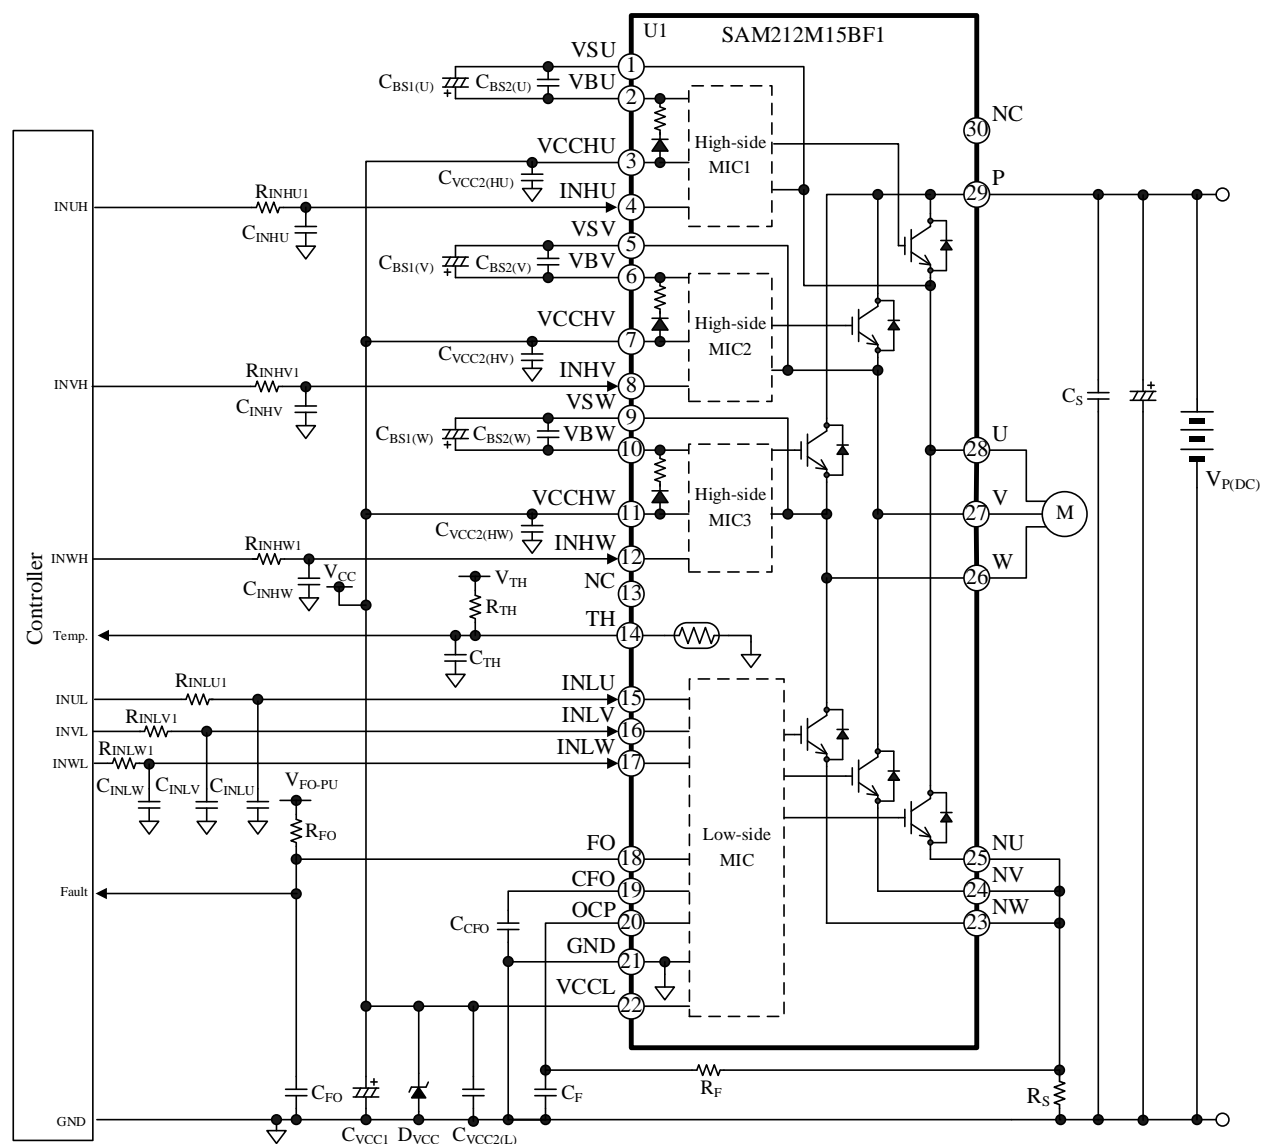 U1
SAM212M15BF1
VSU
1
CBS1(U)
CBS2(U)
VBU
2
NC
30
High-side
MIC1
VCCHU
3
CVCC2(HU)
P
29
RINHU1
INHU
4
INUH
CINHU
VSV
5
CBS1(V)
CBS2(V)
VBV
6
VCCHV
7
High-side
MIC2
CVCC2(HV)
RINHV1
INHV
8
INVH
CINHV
CS
VSW
9
CBS1(W)
CBS2(W)
VBW
10
U
28
VP(DC)
VCCHW
11
High-side
MIC3
CVCC2(HW)
V
27
M
RINHW1
INHW
12
INWH
VCC
CINHW
NC
13
VTH
W
26
RTH
TH
14
Controller
Temp.
CTH
RINLU1
INLU
15
INUL
RINLV1
INLV
16
INVL
RINLW1
INLW
17
INWL
CINLW
CINLV
CINLU
VFO-PU
RFO
Low-side
MIC
FO
18
NU
25
CFO
19
Fault
NV
24
OCP
20
CCFO
NW
23
GND
21
VCCL
22
RF
CFO
CF
RS
GND
CVCC1
DVCC
CVCC2(L)